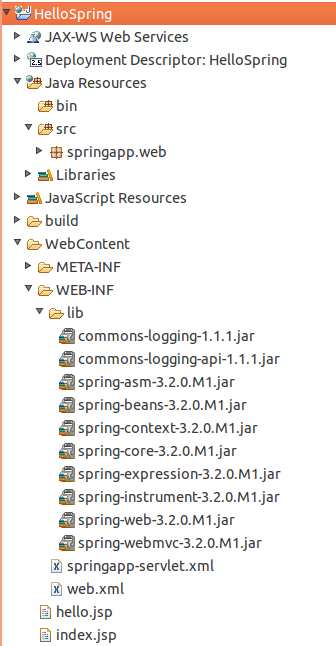 HelloSpring
JAX-WS Web Services
Deployment Descriptor: HelloSpring
Java Resources
bin
src
springapp.web
Libraries
JavaScript Resources
build
WebContent
META-INF
WEB-INF
lib
commons-logging-1.1.1.jar
commons-logging-api-1.1.1.jar
spring-asm-3.2.0.M1.jar
spring-beans-3.2.0.M1.jar
spring-context-3.2.0.M1.jar
spring-core-3.2.0.M1.jar
spring-expression-3.2.0.M1.jar
spring-instrument-3.2.0.M1.jar
spring-web-3.2.0.M1.jar
spring-webmvc-3.2.0.M1.jar
springapp-servlet.xml
web.xml
hello.jsp
index.jsp